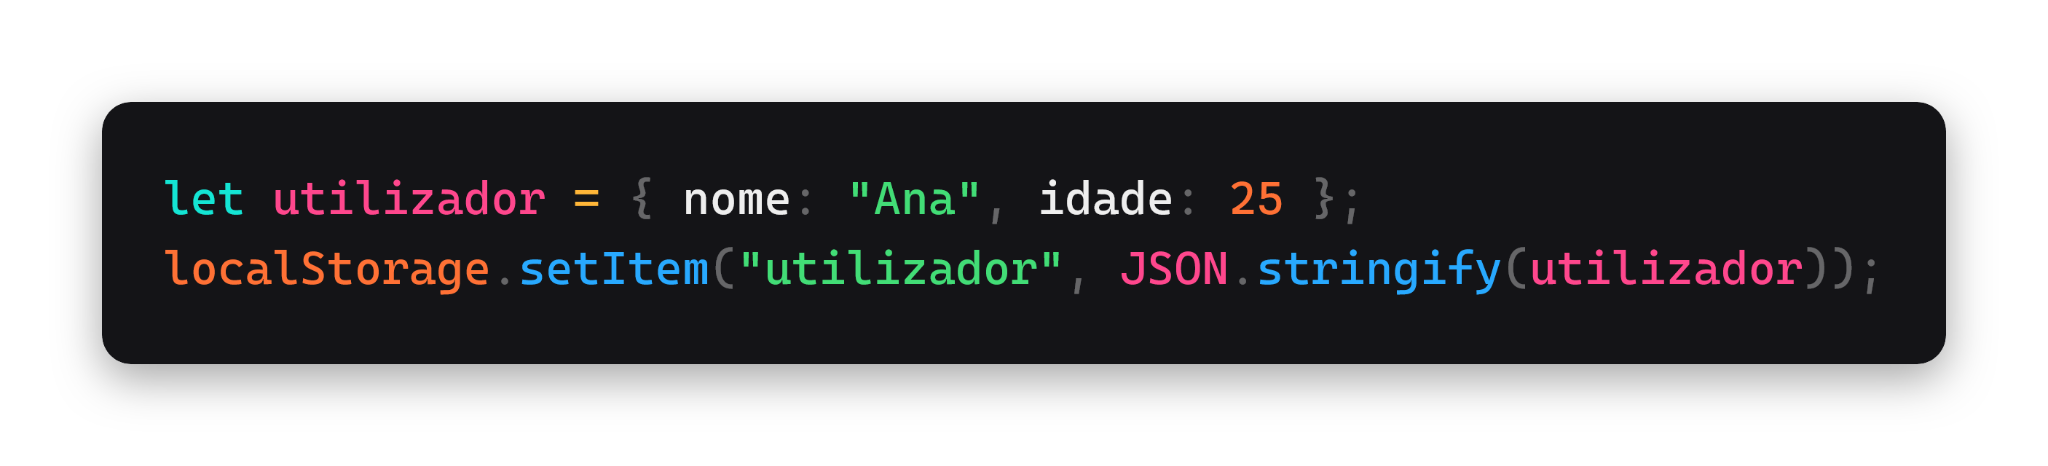 let utilizador = { nome: "Ana", idade: 25 };
localStorage.setItem("utilizador", JSON.stringify(utilizador));